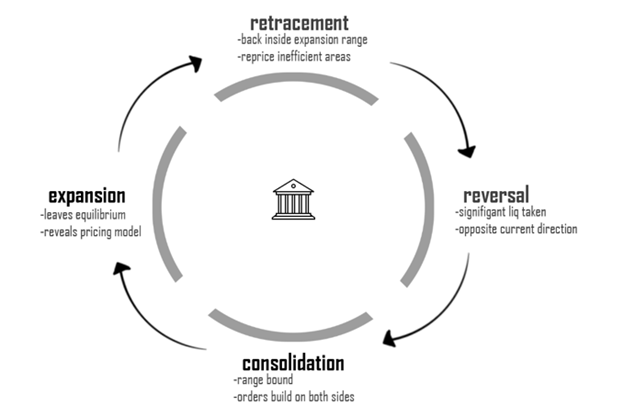 retracement
-back inside expansion range
-reprice inefficient areas
expansion
-leaves equilibrium
-reveals pricing model
reversal
-signifigant liq taken
-opposite current direction
consolidation
-range bound
-orders build on both sides